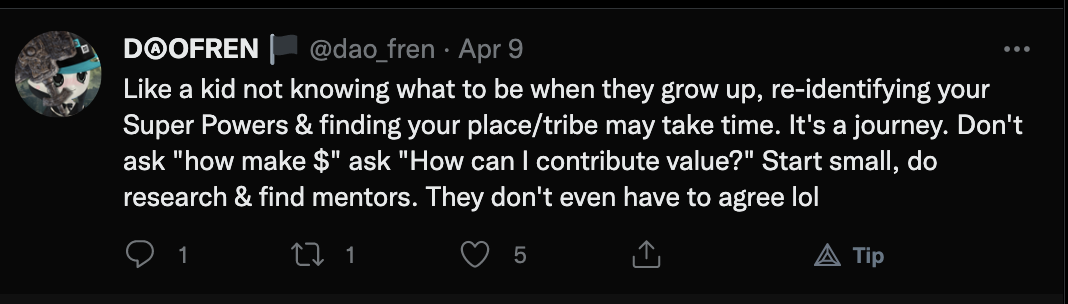 DⒶOFREN 🏴 @dao_fren · Apr 9
Like a kid not knowing what to be when they grow up, re-identifying your
Super Powers & finding your place/tribe may take time. It's a journey. Don't
ask "how make $" ask "How can I contribute value?" Start small, do
research & find mentors. They don't even have to agree lol
1 1 5 Tip